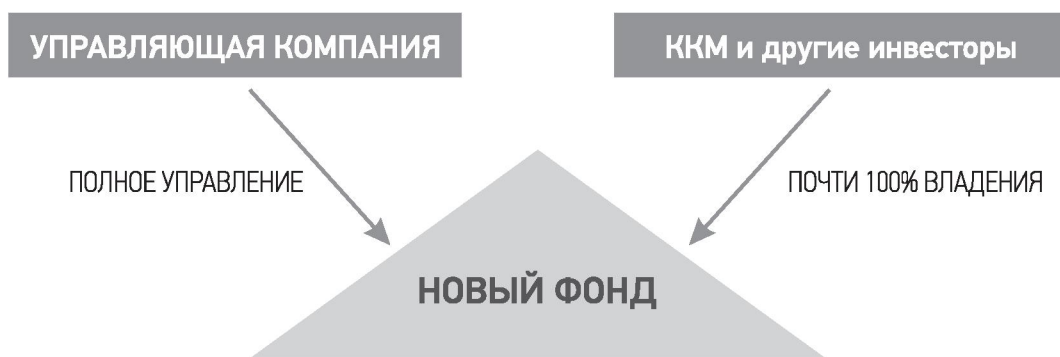 УПРАВЛЯЮЩАЯ КОМПАНИЯ
ККМ и другие инвесторы
ПОЛНОЕ УПРАВЛЕНИЕ
ПОЧТИ 100% ВЛАДЕНИЯ
НОВЫЙ ФОНД